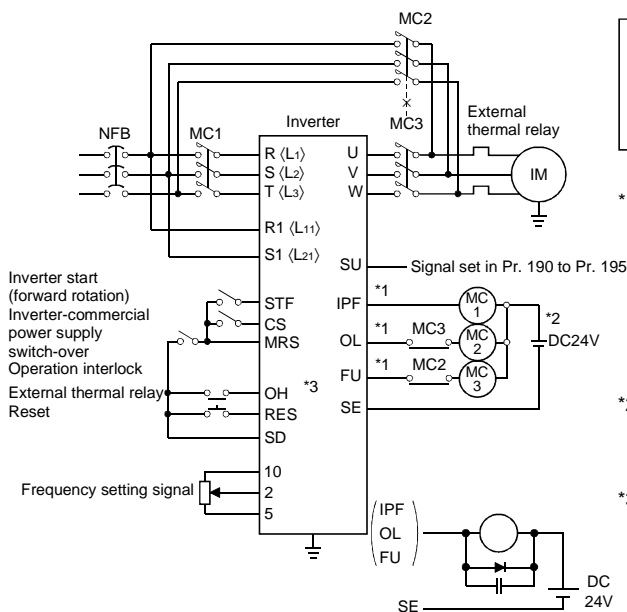 MC2
Inverter
External
thermal relay
NFB
MC1
MC3
R ⟨L1⟩
S ⟨L2⟩
T ⟨L3⟩
U
V
W
IM
R1 ⟨L11⟩
S1 ⟨L21⟩
SU
Signal set in Pr. 190 to Pr. 195
Inverter start
(forward rotation)
Inverter-commercial
power supply
switch-over
Operation interlock
External thermal relay
Reset
STF
CS
MRS
OH
*3
RES
SD
IPF
*1
MC
1
*2
OL
*1
MC3
MC
2
DC24V
FU
*1
MC2
MC
3
SE
Frequency setting signal
10
2
5
(IPF
OL
FU)
SE
DC
24V
*
*
*